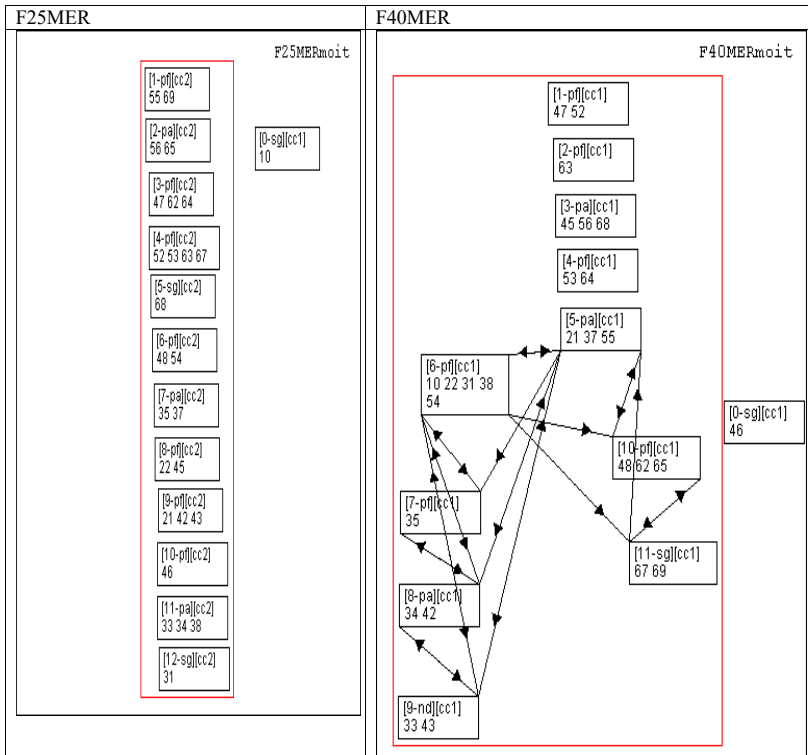 F25MER
F25MERmoit
[1-pf][cc2]
55 69
[2-pa][cc2]
56 65
[0-sg][cc1]
10
[3-pf][cc2]
47 62 64
[4-pf][cc2]
52 53 63 67
[5-sg][cc2]
68
[6-pf][cc2]
48 54
[7-pa][cc2]
35 37
[8-pf][cc2]
22 45
[9-pf][cc2]
21 42 43
[10-pf][cc2]
46
[11-pa][cc2]
33 34 38
[12-sg][cc2]
31
F40MER
F40MERmoit
[1-pf][cc1]
47 52
[2-pf][cc1]
63
[3-pa][cc1]
45 56 68
[4-pf][cc1]
53 64
[5-pa][cc1]
21 37 55
[6-pf][cc1]
10 22 31 38
54
[0-sg][cc1]
46
[10-pf][cc1]
48 62 65
[7-pf][cc1]
35
[11-sg][cc1]
67 69
[8-pa][cc1]
34 42
[9-nd][cc1]
33 43